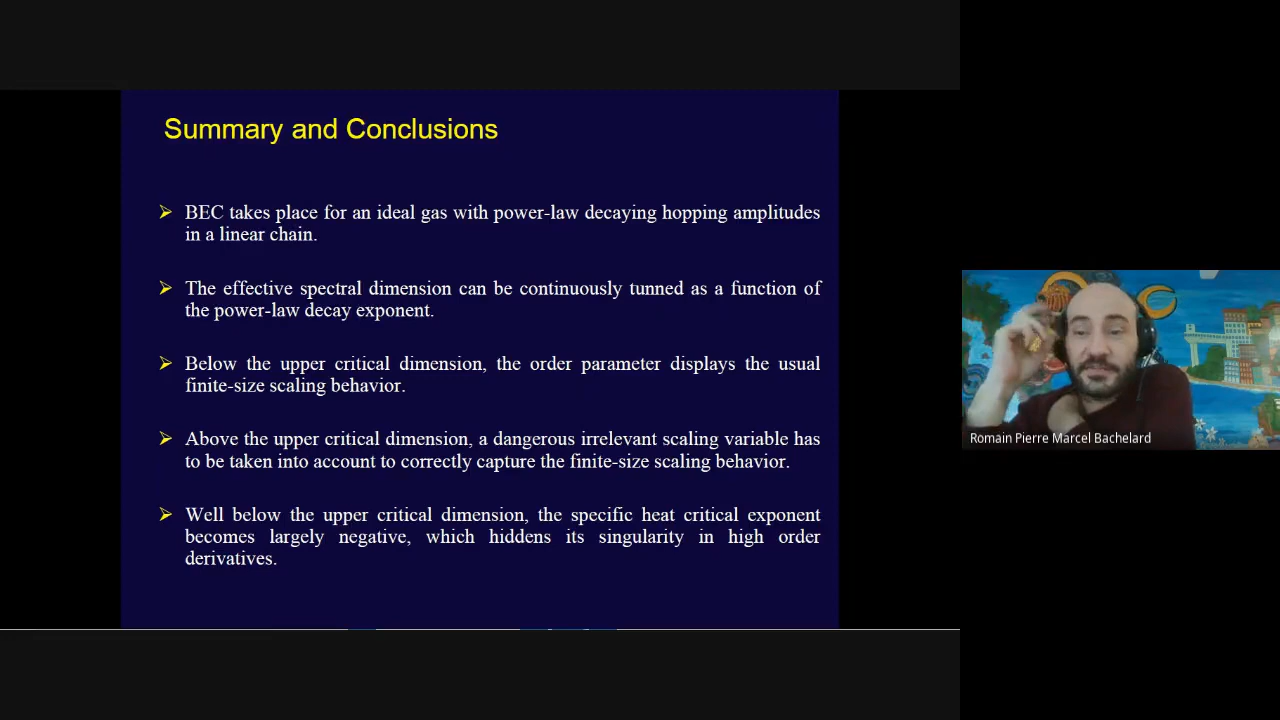 Summary and Conclusions
➢ BEC takes place for an ideal gas with power-law decaying hopping amplitudes
in a linear chain.
➢ The effective spectral dimension can be continuously tunned as a function of
the power-law decay exponent.
➢ Below the upper critical dimension, the order parameter displays the usual
finite-size scaling behavior.
➢ Above the upper critical dimension, a dangerous irrelevant scaling variable has
to be taken into account to correctly capture the finite-size scaling behavior.
➢ Well below the upper critical dimension, the specific heat critical exponent
becomes largely negative, which hiddens its singularity in high order
derivatives.
Romain Pierre Marcel Bachelard